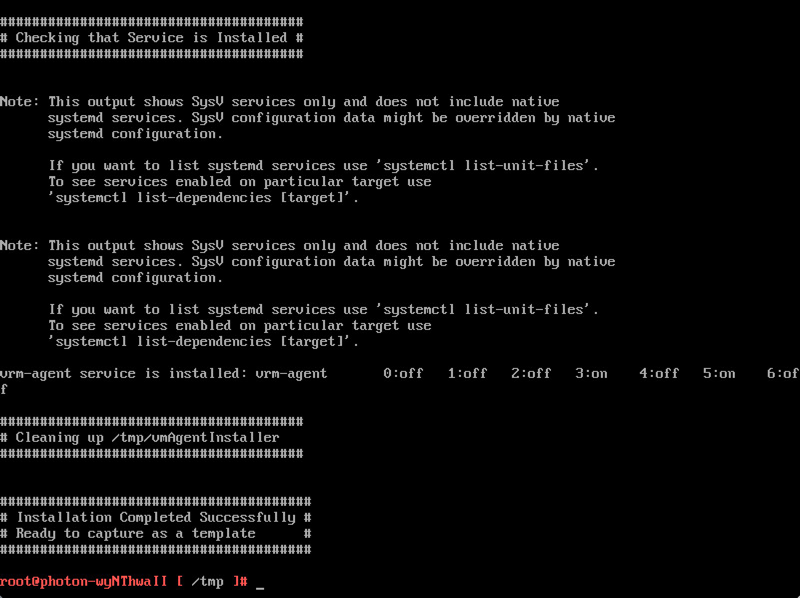 #######################################
# Checking that Service is Installed #
#######################################
Note: This output shows SysV services only and does not include native
systemd services. SysV configuration data might be overridden by native
systemd configuration.
If you want to list systemd services use 'systemctl list-unit-files'.
To see services enabled on particular target use
'systemctl list-dependencies [target]'.
Note: This output shows SysV services only and does not include native
systemd services. SysV configuration data might be overridden by native
systemd configuration.
If you want to list systemd services use 'systemctl list-unit-files'.
To see services enabled on particular target use
'systemctl list-dependencies [target]'.
vrm-agent service is installed: vrm-agent 0:off 1:off 2:off 3:on 4:off 5:on 6:of
f
######################################
# Cleaning up /tmp/vmAgentInstaller
######################################
#######################################
# Installation Completed Successfully #
# Ready to capture as a template #
#######################################
root@photon-wyNThwaII [ /tmp ]# _